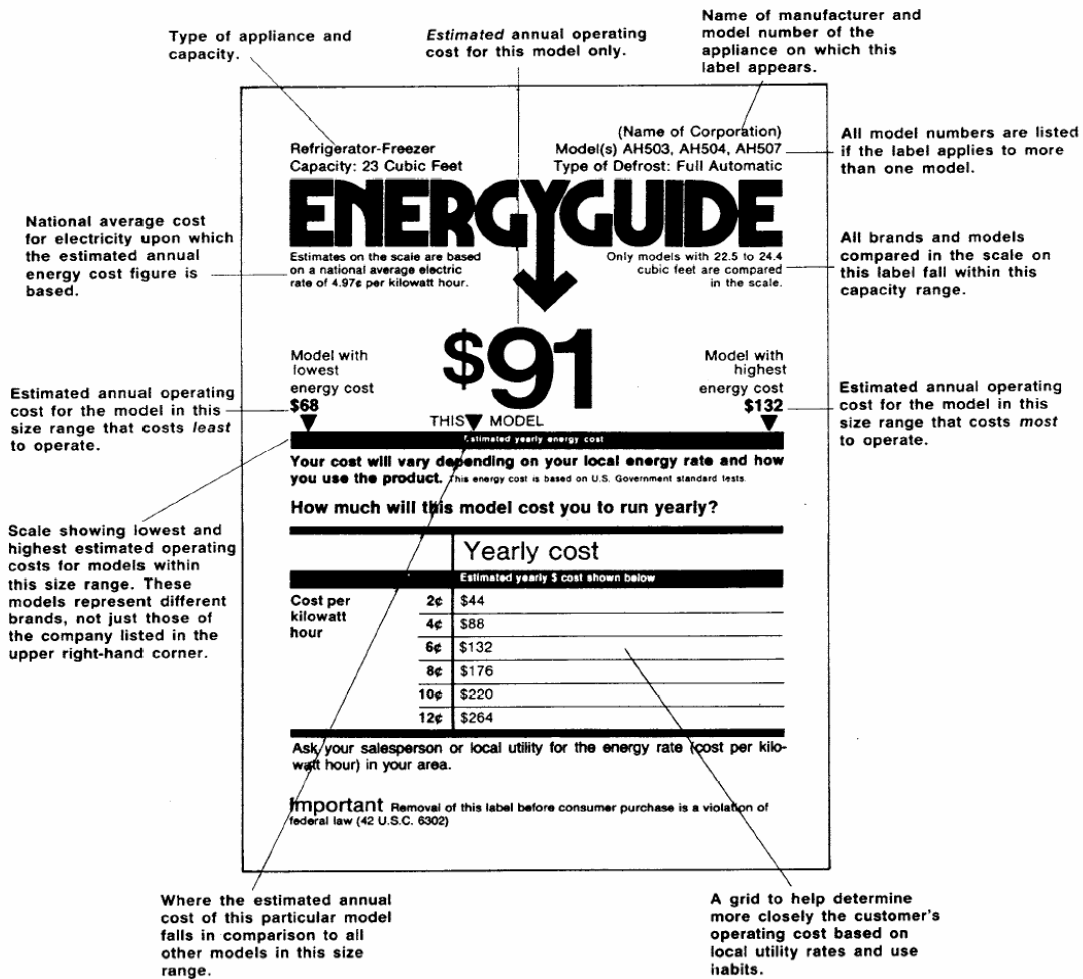 Type of appliance and
capacity.
Estimated annual operating
cost for this model only.
Name of manufacturer and
model number of the
appliance on which this
label appears.
All model numbers are listed
if the label applies to more
than one model.
National average cost
for electricity upon which
the estimated annual
energy cost figure is
based.
All brands and models
compared in the scale on
this label fall within this
capacity range.
Estimated annual operating
cost for the model in this
size range that costs least
to operate.
Estimated annual operating
cost for the model in this
size range that costs most
to operate.
Scale showing lowest and
highest estimated operating
costs for models within
this size range. These
models represent different
brands, not just those of
the company listed in the
upper right-hand corner.
Refrigerator-Freezer
Capacity: 23 Cubic Feet
(Name of Corporation)
Model(s) AH503, AH504, AH507
Type of Defrost: Full Automatic
ENERGYGUIDE
Estimates on the scale are based
on a national average electric
rate of 4.97¢ per kilowatt hour.
Only models with 22.5 to 24.4
cubic feet are compared
in the scale.
$91
Model with
lowest
energy cost
$68
Model with
highest
energy cost
$132
THIS MODEL
Estimated yearly energy cost
Your cost will vary depending on your local energy rate and how
you use the product. This energy cost is based on U.S. Government standard tests.
How much will this model cost you to run yearly?
Yearly cost
Estimated yearly $ cost shown below
Cost per
kilowatt
hour
2¢ $44
4¢ $88
6¢ $132
8¢ $176
10¢ $220
12¢ $264
Ask your salesperson or local utility for the energy rate (cost per kilo-
watt hour) in your area.
Important Removal of this label before consumer purchase is a violation of
federal law (42 U.S.C. 6302)
Where the estimated annual
cost of this particular model
falls in comparison to all
other models in this size
range.
A grid to help determine
more closely the customer's
operating cost based on
local utility rates and use
habits.